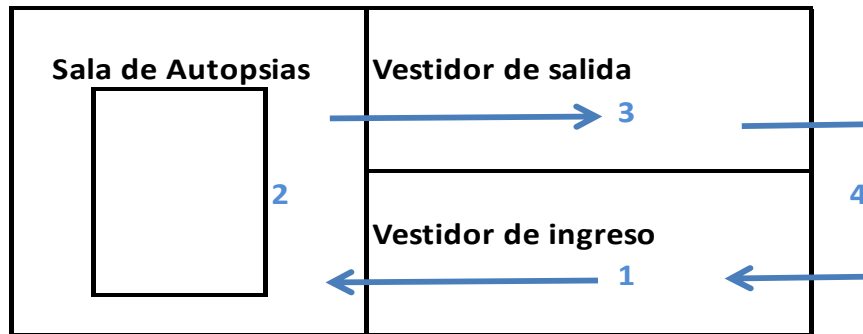 Sala de Autopsias
Vestidor de salida
3
2
4
Vestidor de ingreso
1